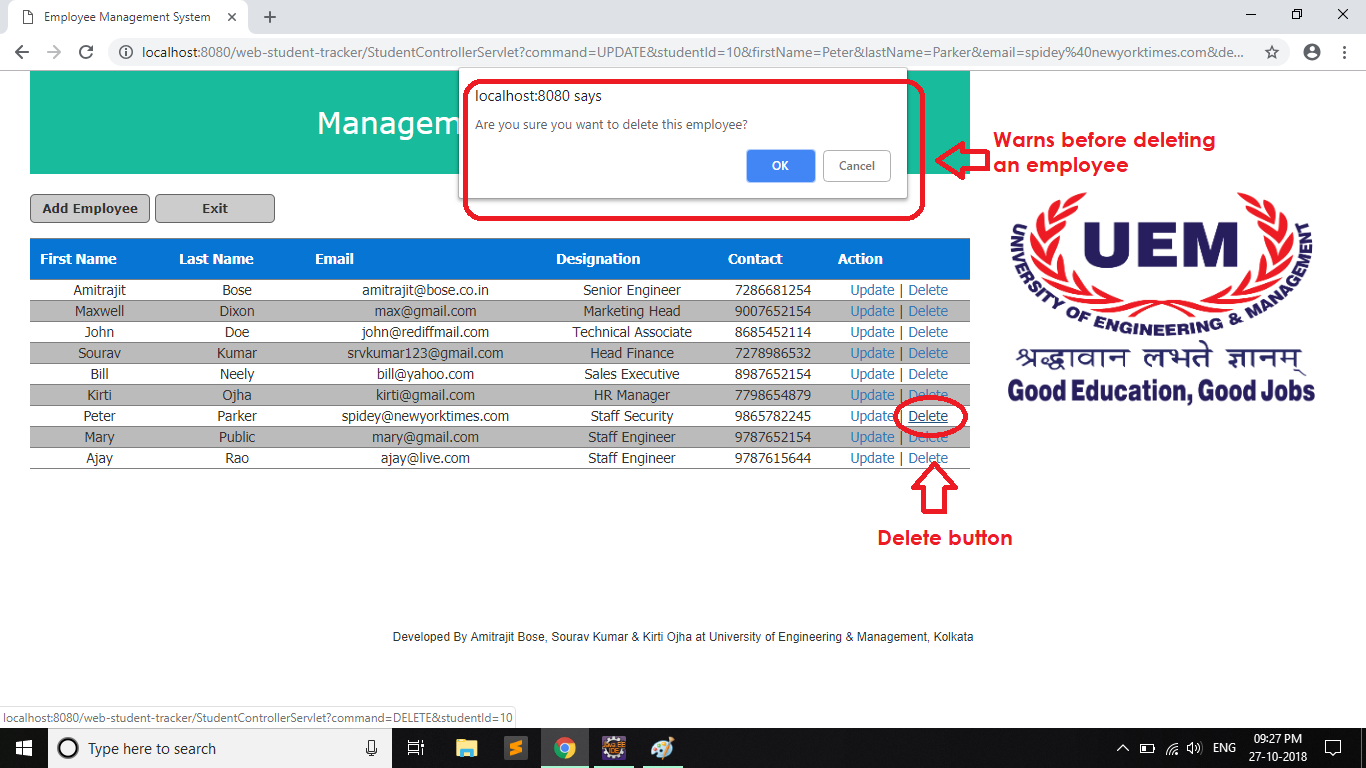 Employee Management System
localhost:8080/web-student-tracker/StudentControllerServlet?command=UPDATE&studentId=10&firstName=Peter&lastName=Parker&email=spidey%40newyorktimes.com&de...
Managem
localhost:8080 says
Are you sure you want to delete this employee?
OK Cancel
Warns before deleting
an employee
Add Employee Exit
UEM
UNIVERSITY OF ENGINEERING & MANAGEMENT
श्रद्धावान लभते ज्ञानम्
Good Education, Good Jobs
First Name Last Name Email Designation Contact Action
Amitrajit Bose amitrajit@bose.co.in Senior Engineer 7286681254 Update | Delete
Maxwell Dixon max@gmail.com Marketing Head 9007652154 Update | Delete
John Doe john@rediffmail.com Technical Associate 8685452114 Update | Delete
Sourav Kumar srvkumar123@gmail.com Head Finance 7278986532 Update | Delete
Bill Neely bill@yahoo.com Sales Executive 8987652154 Update | Delete
Kirti Ojha kirti@gmail.com HR Manager 7798654879 Update | Delete
Peter Parker spidey@newyorktimes.com Staff Security 9865782245 Update | Delete
Mary Public mary@gmail.com Staff Engineer 9787652154 Update | Delete
Ajay Rao ajay@live.com Staff Engineer 9787615644 Update | Delete
Delete button
Developed By Amitrajit Bose, Sourav Kumar & Kirti Ojha at University of Engineering & Management, Kolkata
localhost:8080/web-student-tracker/StudentControllerServlet?command=DELETE&studentId=10
Type here to search
ENG
09:27 PM
27-10-2018